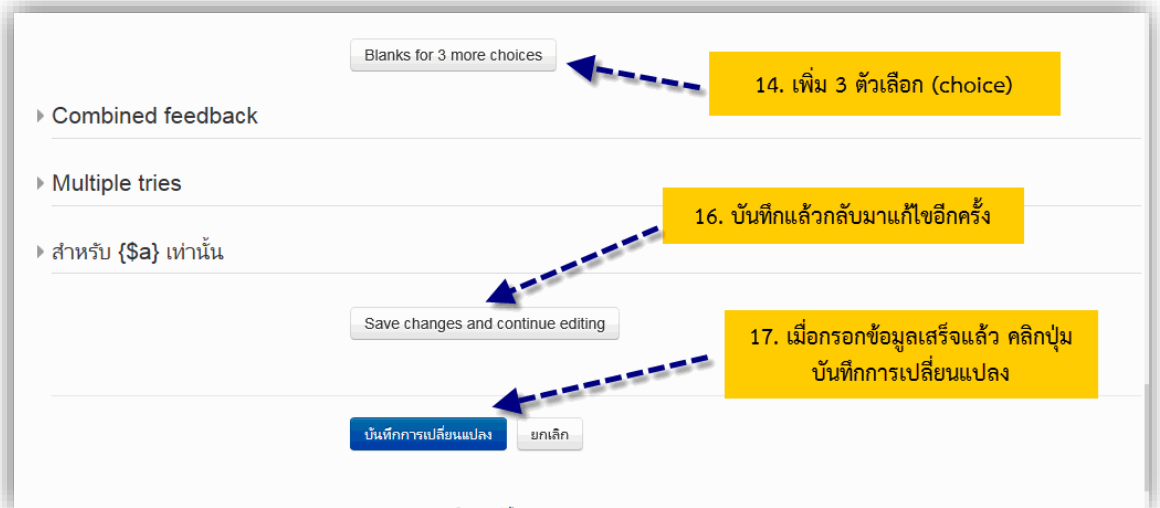 Blanks for 3 more choices
14. เพิ่ม 3 ตัวเลือก (choice)
Combined feedback
Multiple tries
16. บันทึกแล้วกลับมาแก้ไขอีกครั้ง
สำหรับ {$a} เท่านั้น
Save changes and continue editing
17. เมื่อกรอกข้อมูลเสร็จแล้ว คลิกปุ่ม
บันทึกการเปลี่ยนแปลง
บันทึกการเปลี่ยนแปลง
ยกเลิก